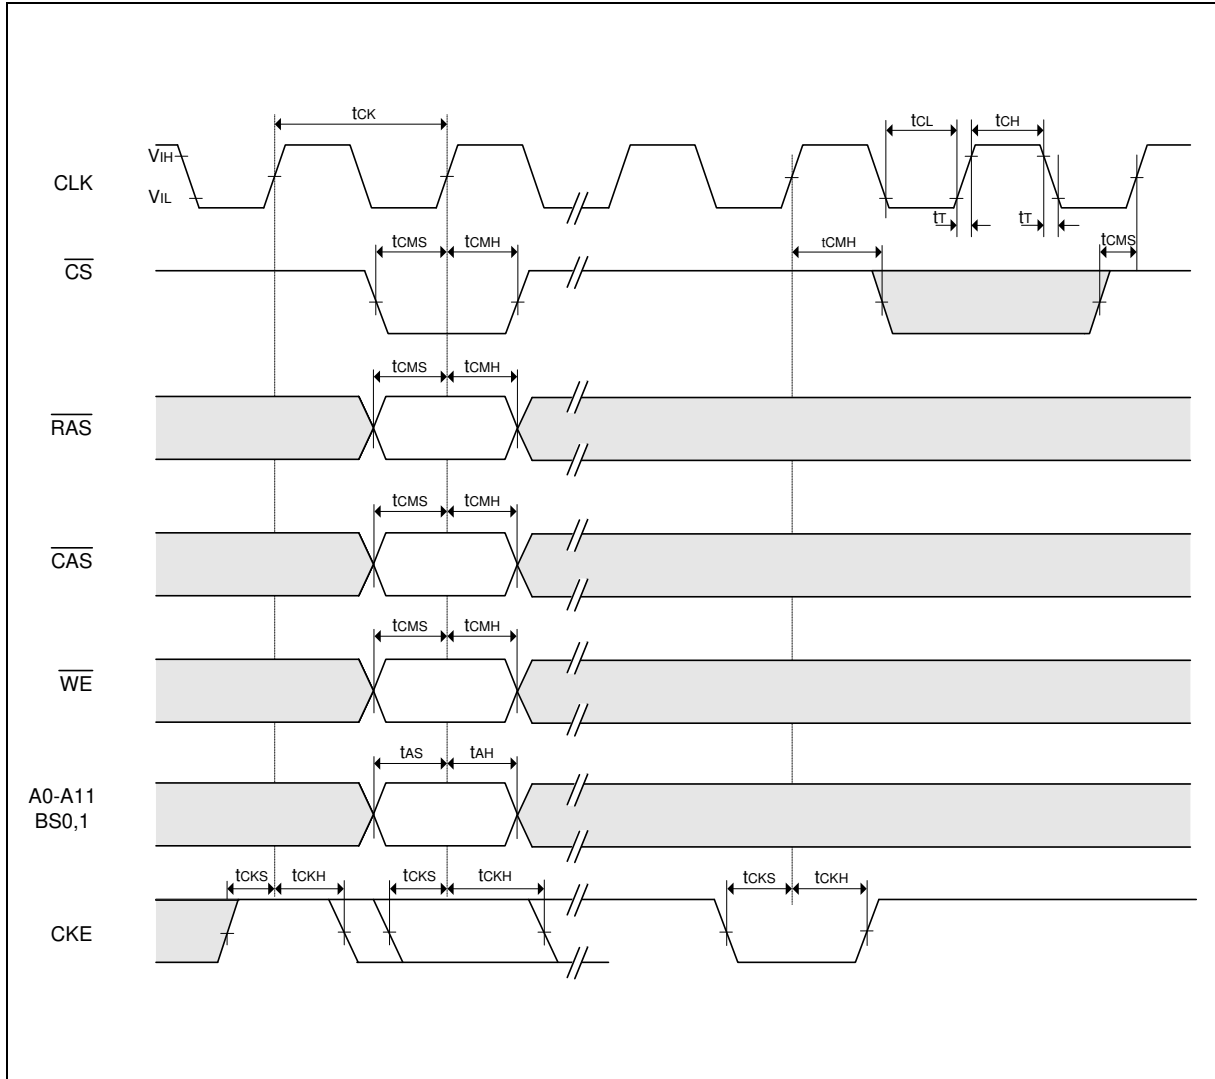 tCK
tCL
tCH
VIH
CLK
VIL
tT
tT
tCMS
tCMH
tCMH
tCMS
CS
tCMS
tCMH
RAS
tCMS
tCMH
CAS
tCMS
tCMH
WE
tAS
tAH
A0-A11
BS0,1
tCKS
tCKH
tCKS
tCKH
tCKS
tCKH
CKE